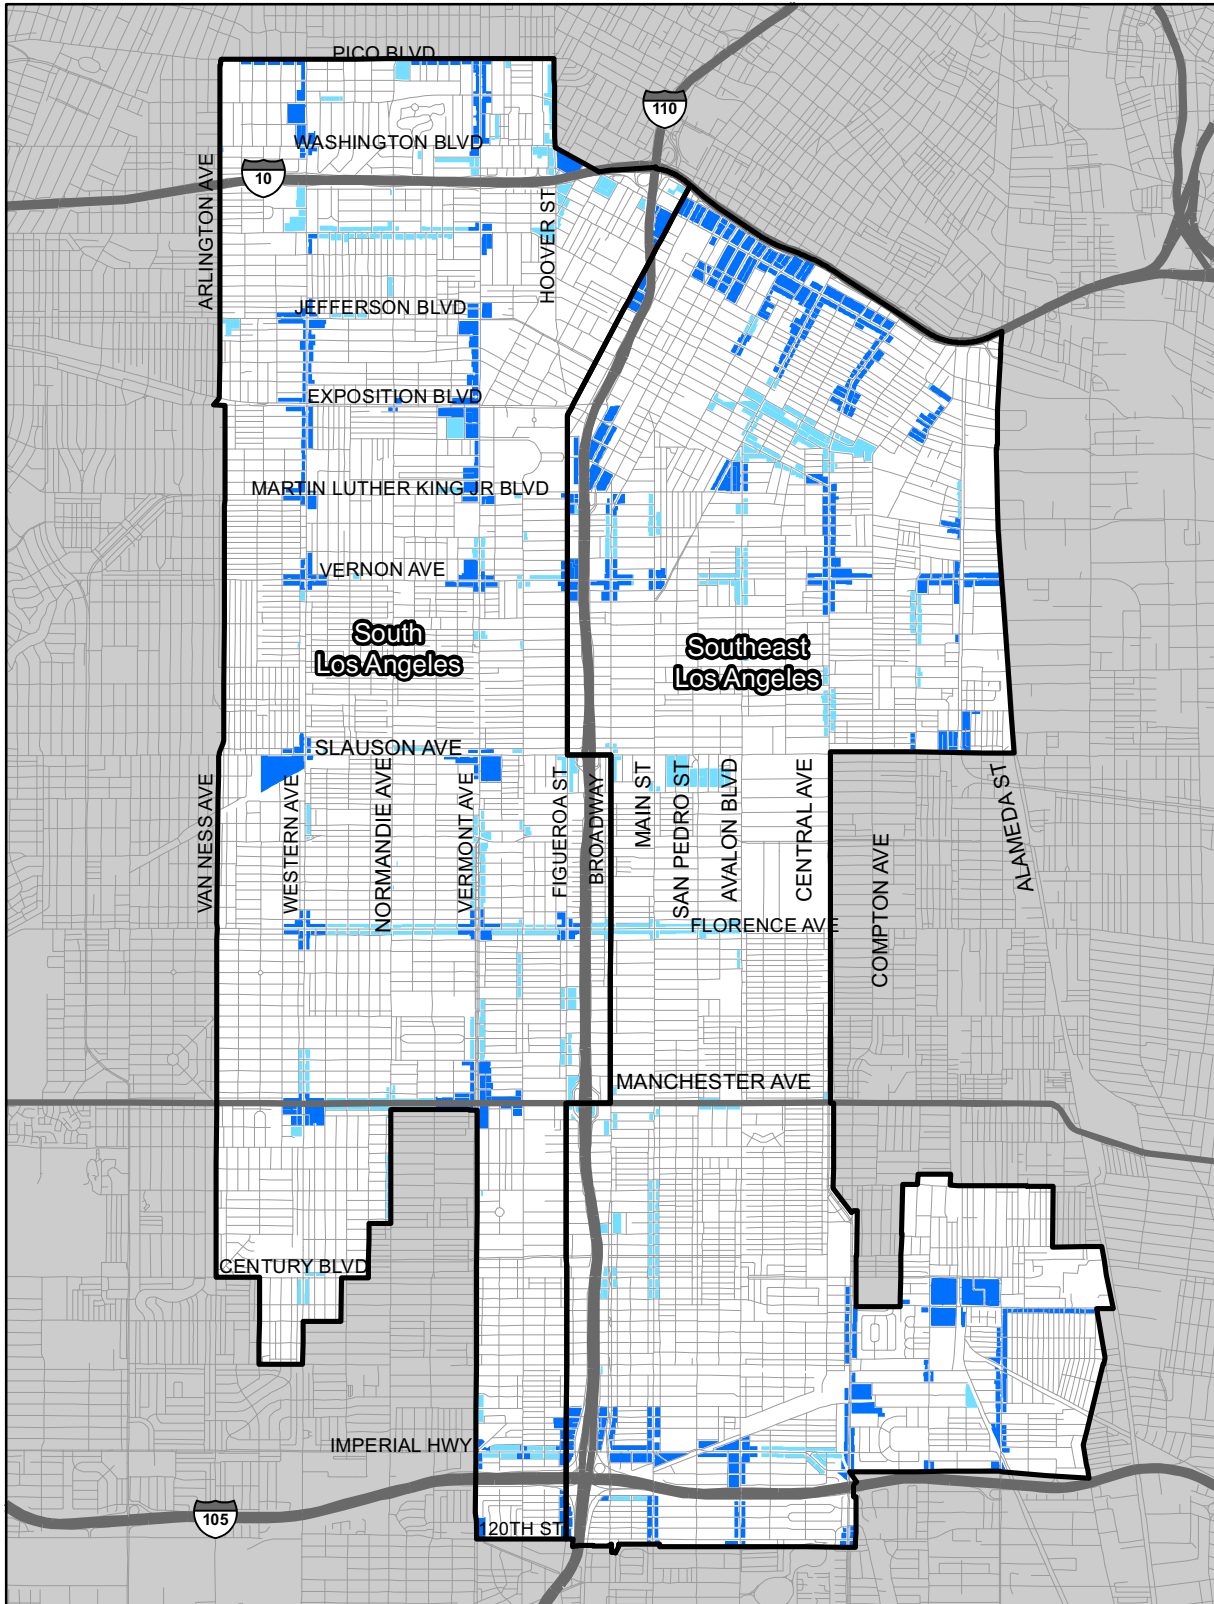 PICO BLVD
110
WASHINGTON BLVD
10
ARLINGTON AVE
HOOVER ST
JEFFERSON BLVD
EXPOSITION BLVD
MARTIN LUTHER KING JR BLVD
VERNON AVE
South
Los Angeles
Southeast
Los Angeles
SLAUSON AVE
VAN NESS AVE
WESTERN AVE
NORMANDIE AVE
VERMONT AVE
FIGUEROA ST
BROADWAY
MAIN ST
SAN PEDRO ST
AVALON BLVD
CENTRAL AVE
COMPTON AVE
ALAMEDA ST
FLORENCE AVE
MANCHESTER AVE
CENTURY BLVD
IMPERIAL HWY
105
120TH ST